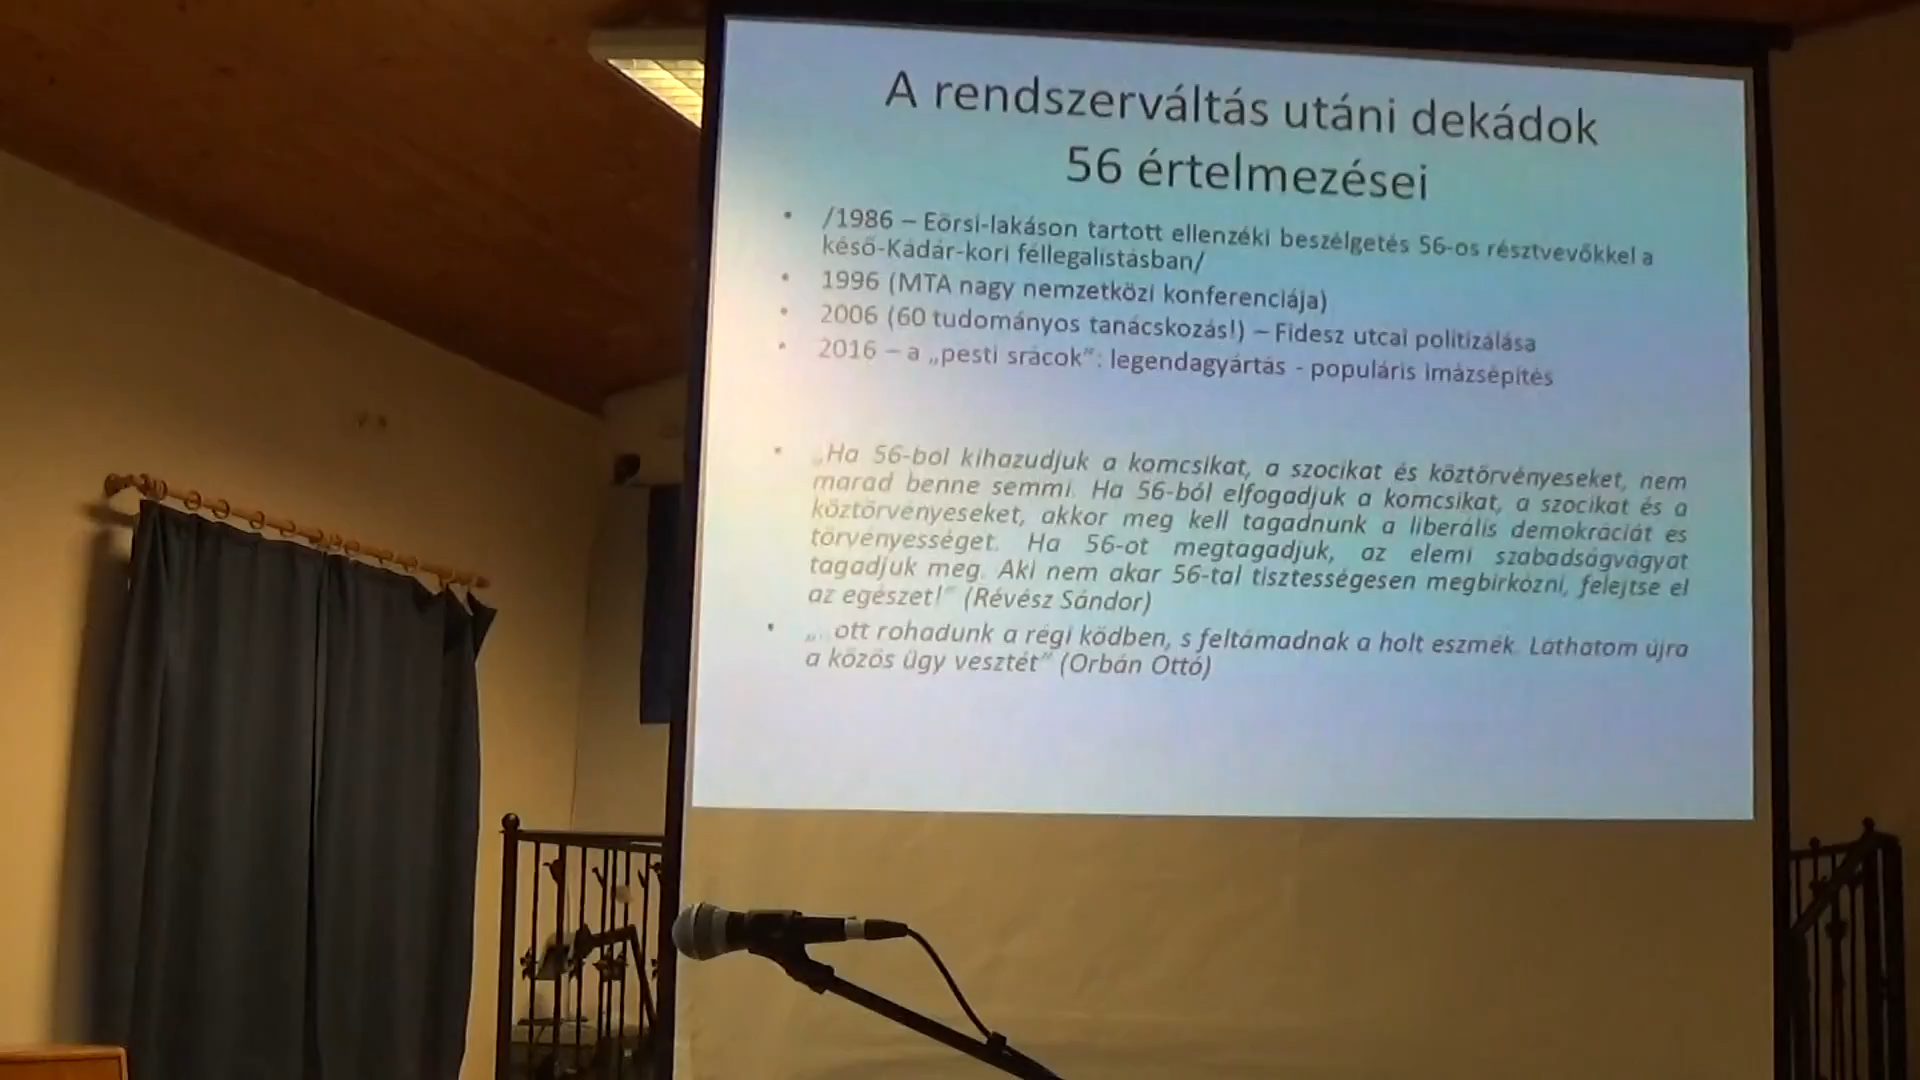 A rendszerváltás utáni dekádok
56 értelmezései
• /1986 – Eörsi-lakáson tartott ellenzéki beszélgetés 56-os résztvevőkkel a
késő-Kádár-kori féllegalistásban/
• 1996 (MTA nagy nemzetközi konferenciája)
• 2006 (60 tudományos tanácskozás!) – Fidesz utcai politizálása
• 2016 – a „pesti srácok”: legendagyártás - populáris imázsépítés
• „Ha 56-ból kihazudjuk a komcsikat, a szocikat és köztörvényeseket, nem
marad benne semmi. Ha 56-ból elfogadjuk a komcsikat, a szocikat és a
köztörvényeseket, akkor meg kell tagadnunk a liberális demokráciát és
törvényességet. Ha 56-ot megtagadjuk, az elemi szabadságvágyat
tagadjuk meg. Aki nem akar 56-tal tisztességesen megbirkózni, felejtse el
az egészet!” (Révész Sándor)
• „…ott rohadunk a régi ködben, s feltámadnak a holt eszmék. Láthatom újra
a közös ügy vesztét” (Orbán Ottó)